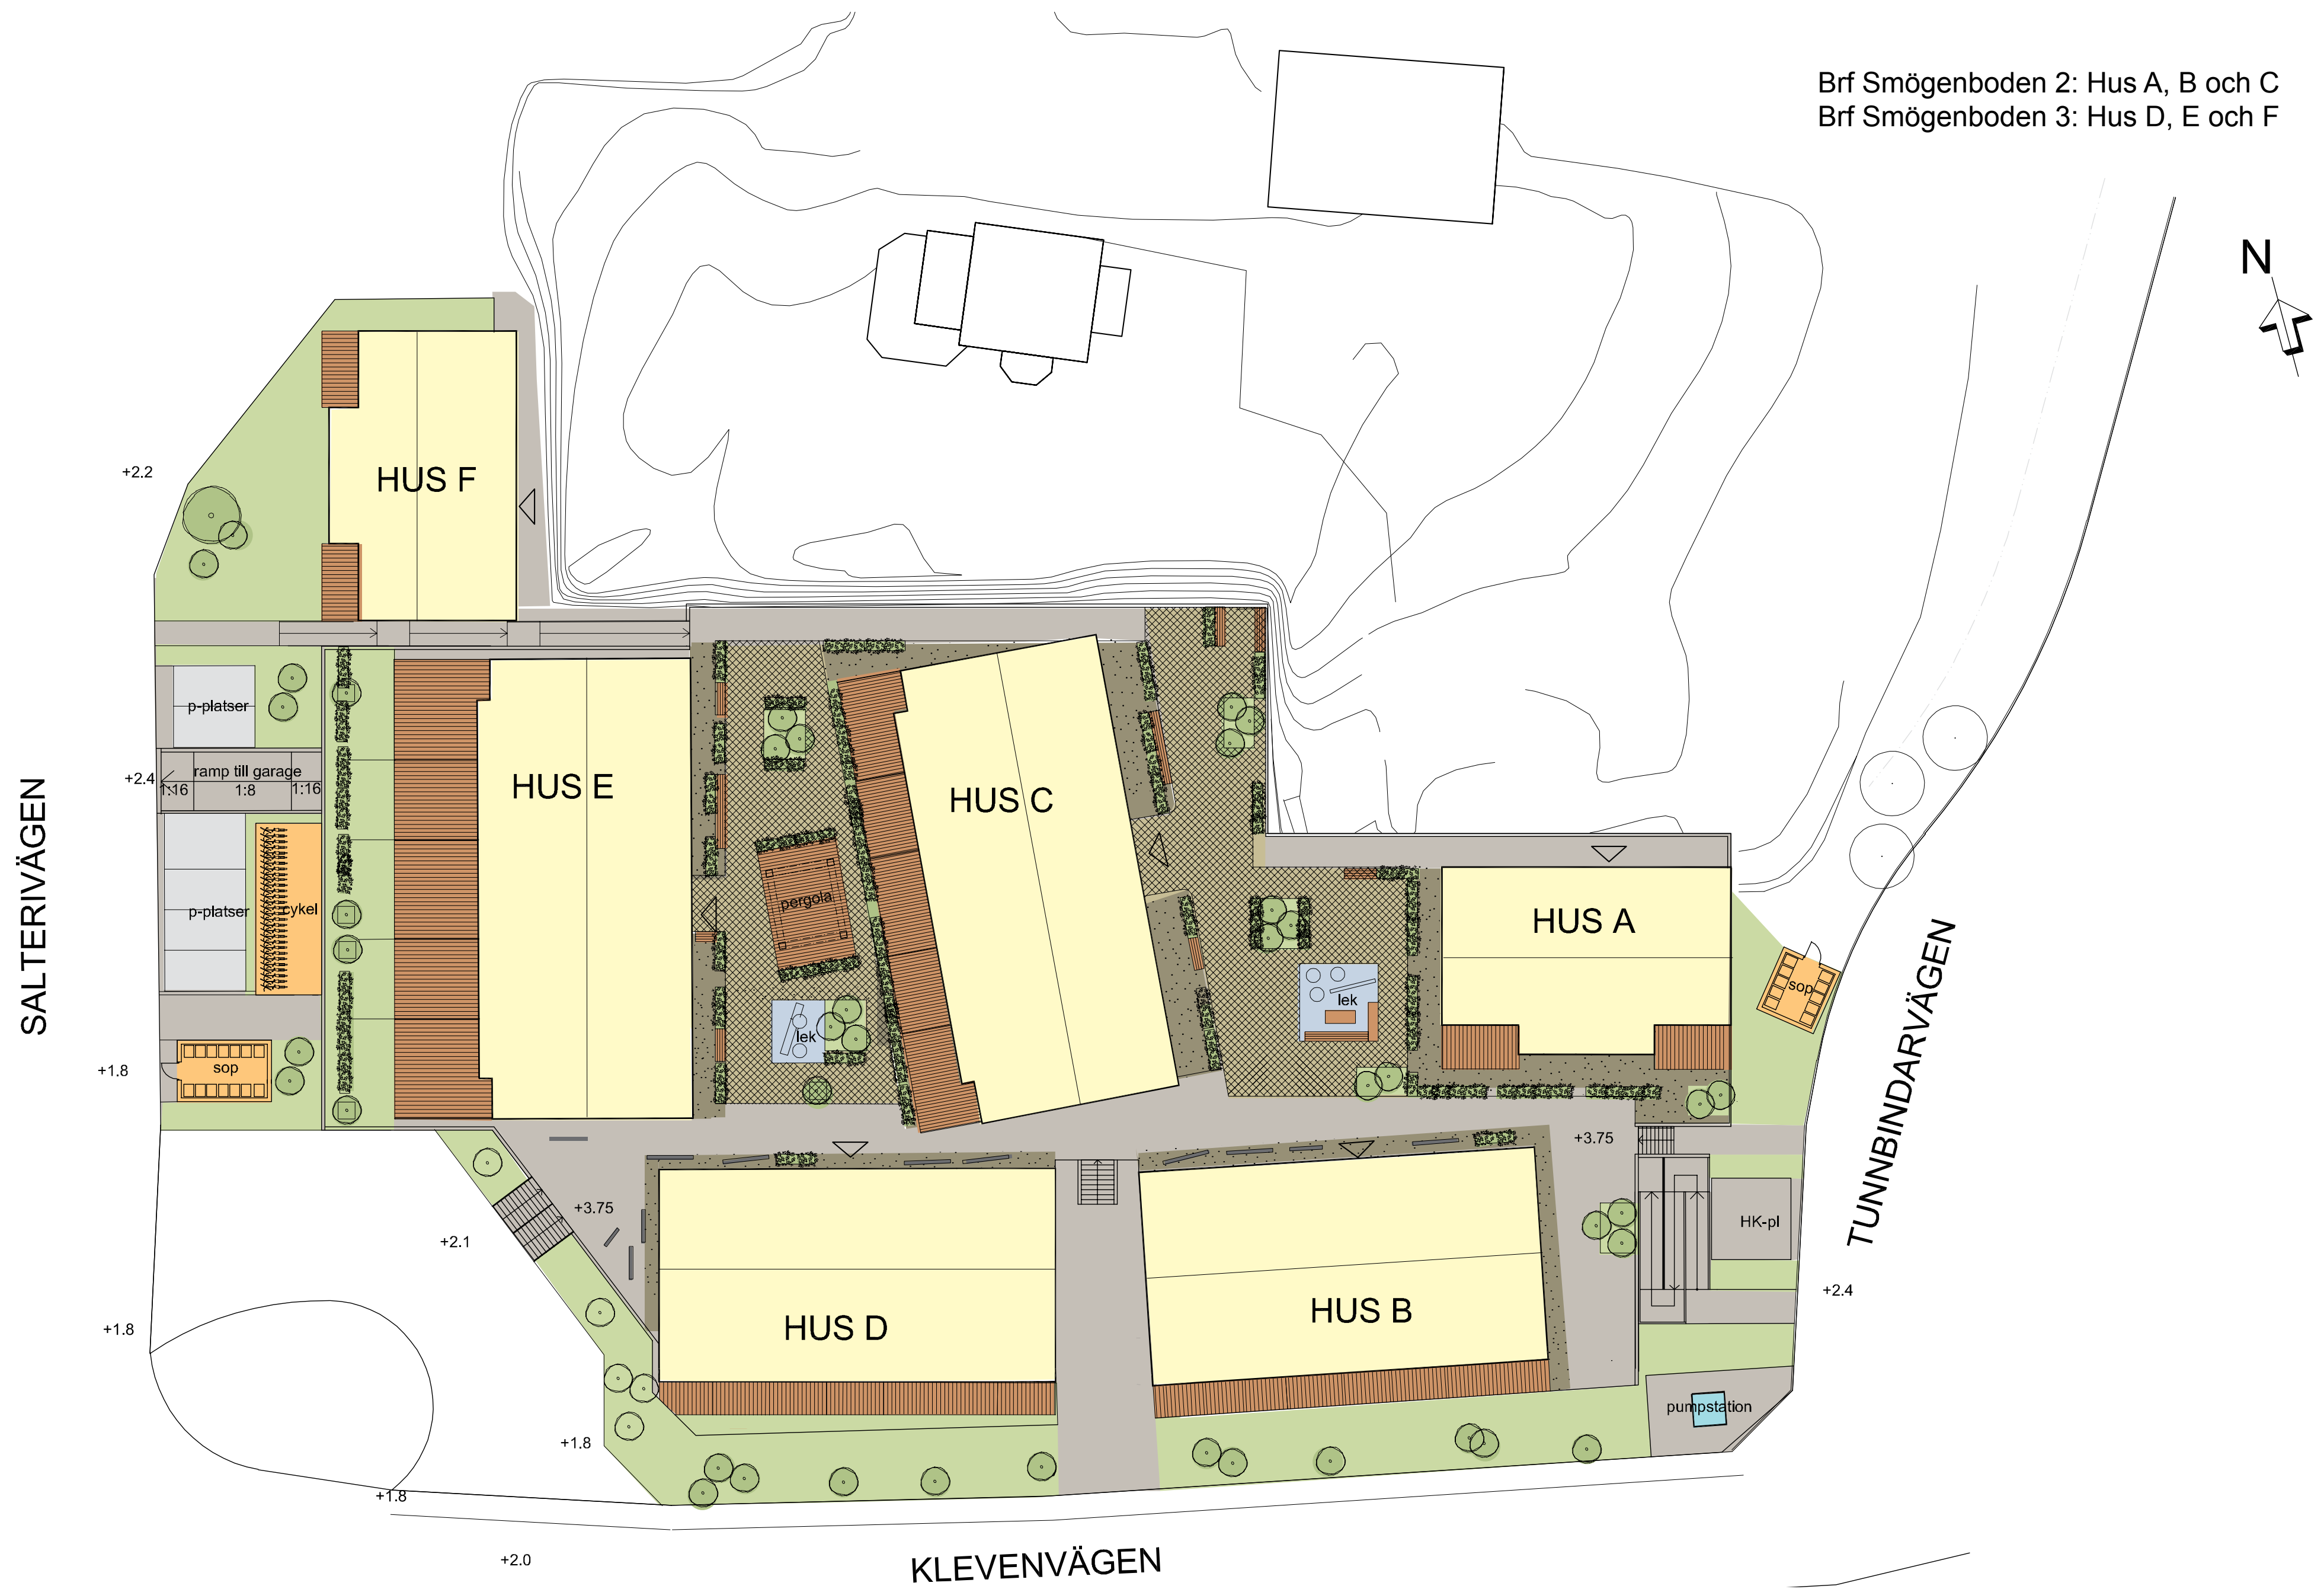 Brf Smögenboden 2: Hus A, B och C
Brf Smögenboden 3: Hus D, E och F
N
+2.2
HUS F
p-platser
ramp till garage
+2.4
1:16
1:8
1:16
HUS E
HUS C
SALTERIVÄGEN
p-platser
cykel
pergola
HUS A
TUNNBINDARVÄGEN
sop
lek
lek
+1.8
sop
+3.75
+3.75
HK-pl
+2.1
+2.4
HUS D
HUS B
+1.8
pumpstation
+1.8
+1.8
+2.0
KLEVENVÄGEN